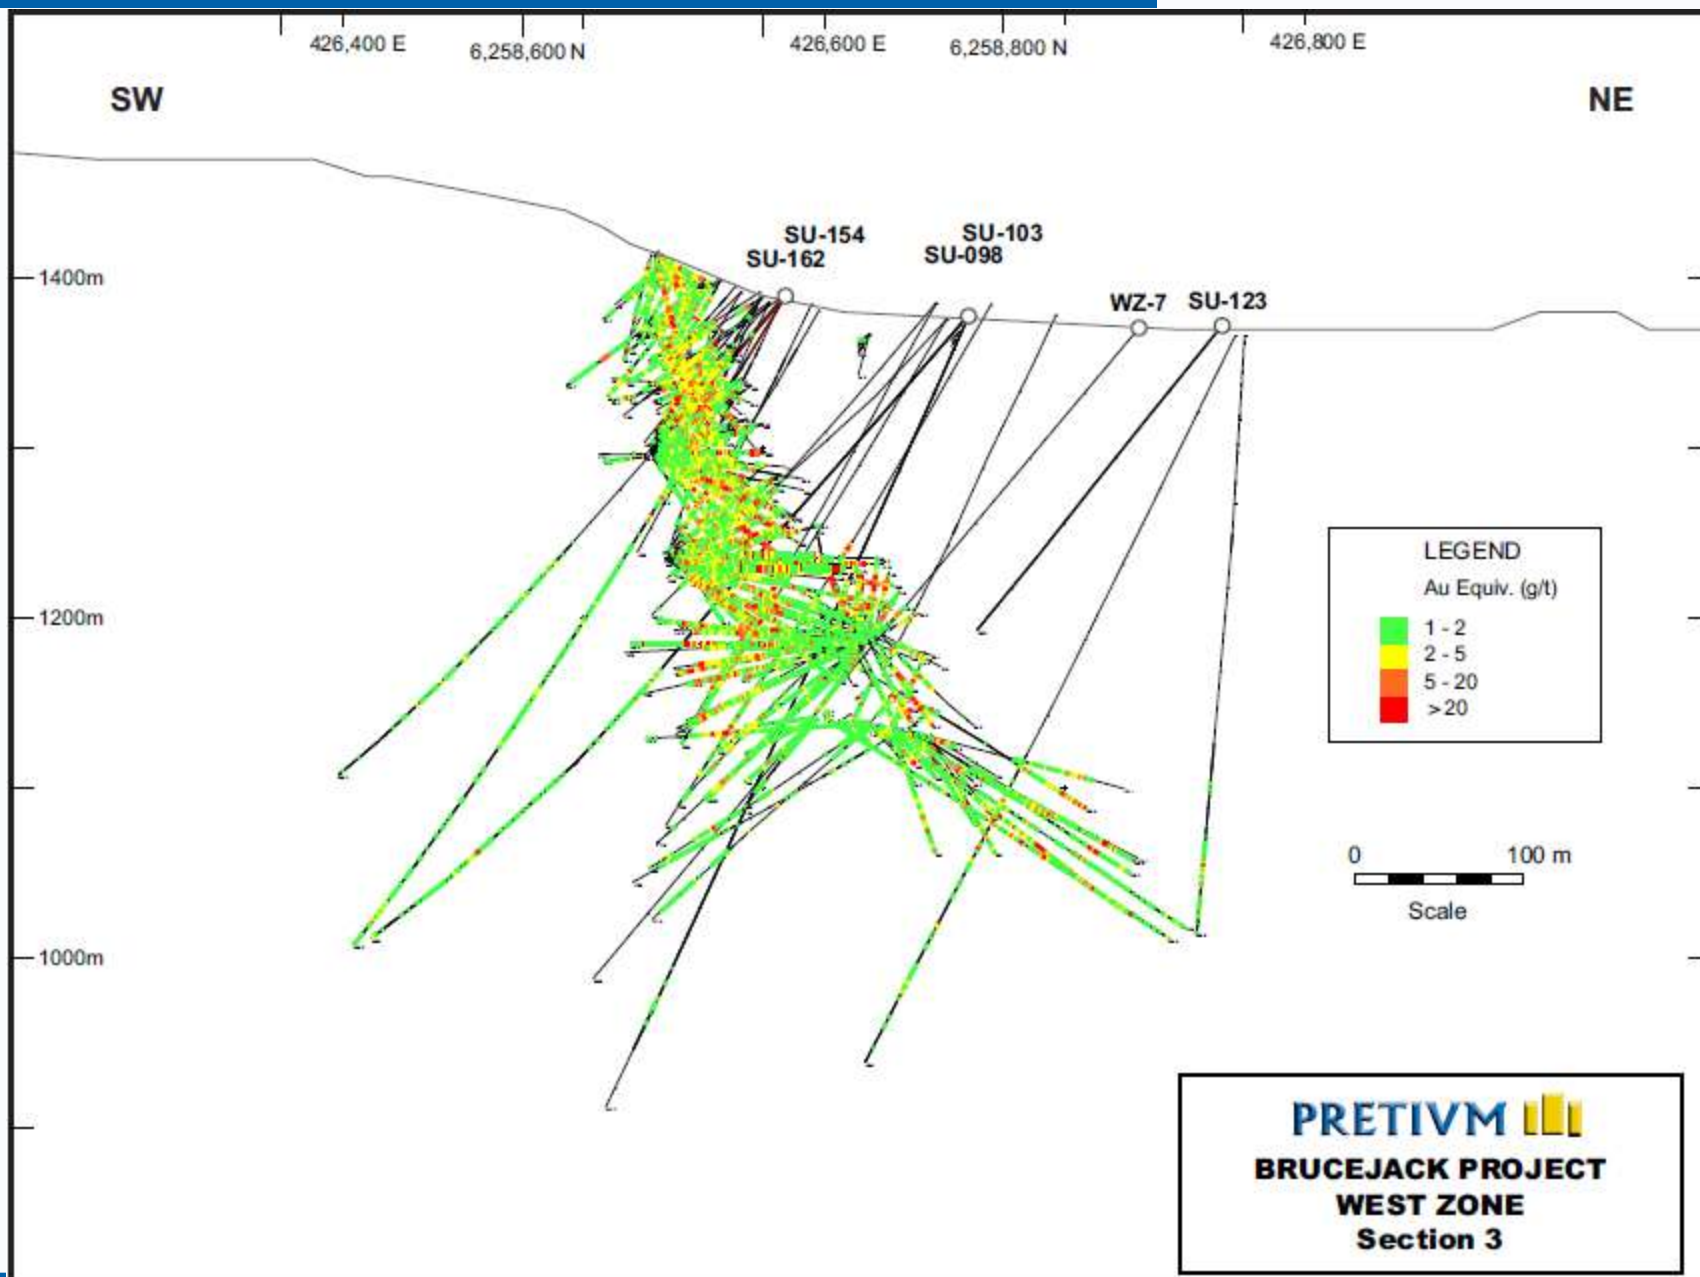 426,400 E
6,258,600 N
426,600 E
6,258,800 N
426,800 E
SW
NE
SU-154
SU-162
SU-103
SU-098
WZ-7
SU-123
1400m
1200m
1000m
LEGEND
Au Equiv. (g/t)
1 - 2
2 - 5
5 - 20
>20
0
100 m
Scale
PRETIVM
BRUCEJACK PROJECT
WEST ZONE
Section 3